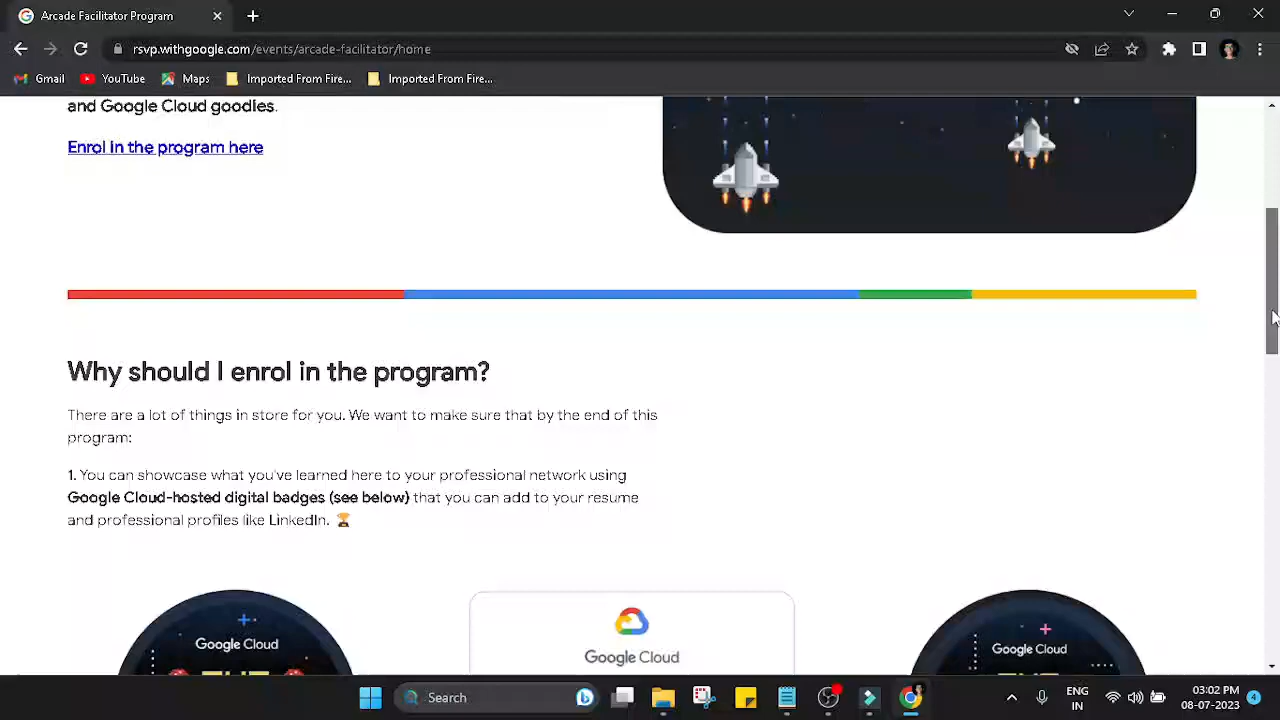 Arcade Facilitator Program
rsvp.withgoogle.com/events/arcade-facilitator/home
Gmail YouTube Maps Imported From Fire... Imported From Fire...
and Google Cloud goodies.
Enrol in the program here
Why should I enrol in the program?
There are a lot of things in store for you. We want to make sure that by the end of this
program:
1. You can showcase what you've learned here to your professional network using
Google Cloud-hosted digital badges (see below) that you can add to your resume
and professional profiles like LinkedIn. 🏆
Google Cloud
Google Cloud
Google Cloud
Search
ENG
IN
03:02 PM
08-07-2023
4